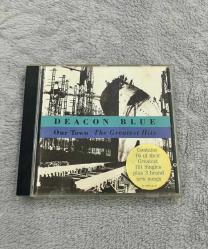 DEACON BLUE
Our Town The Greatest Hits
Contains
16 of their
Greatest
Hit Singles
plus 3 brand
new songs